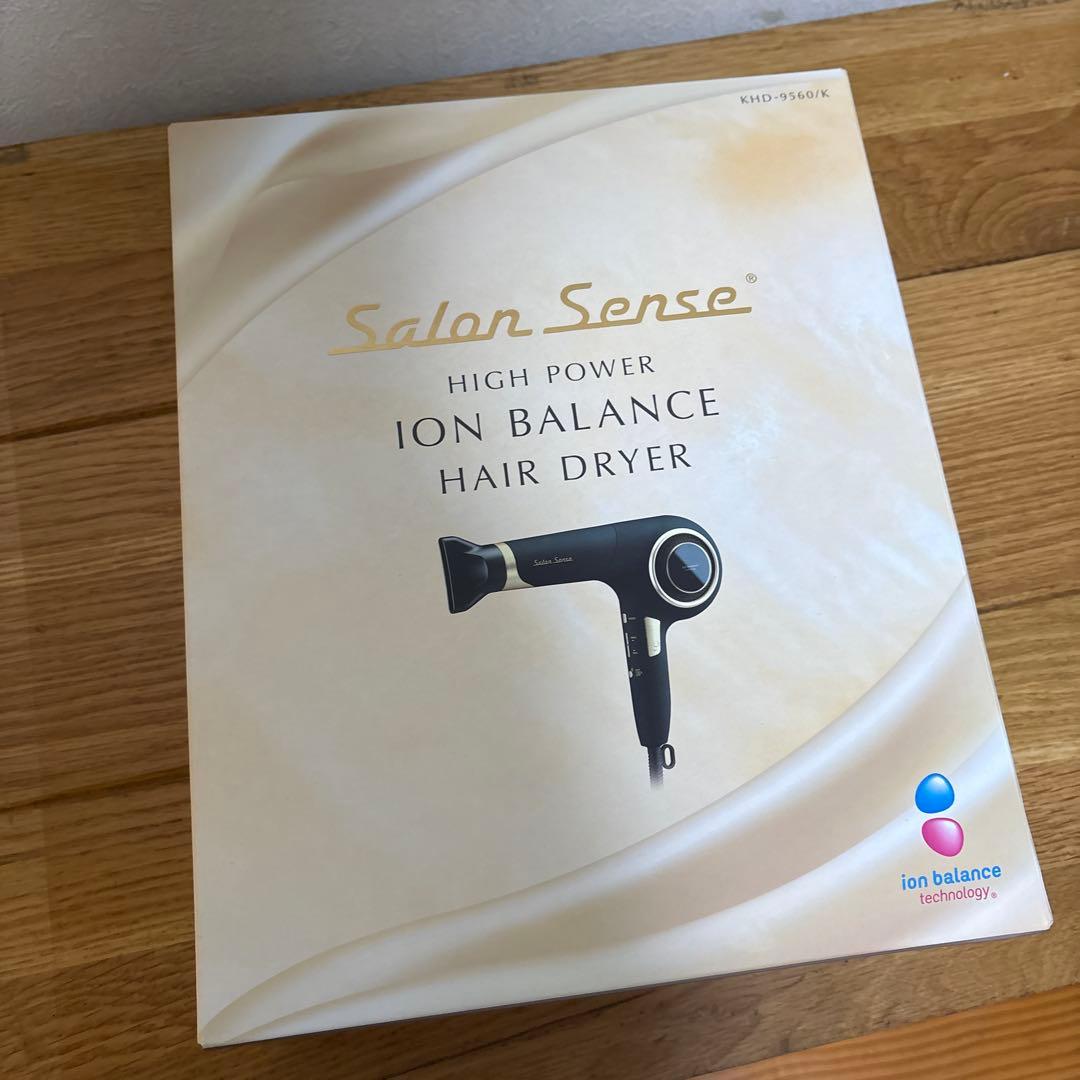 KHD-9560/K
Salon Sense®
HIGH POWER
ION BALANCE
HAIR DRYER
Salon Sense
ion balance
technology®